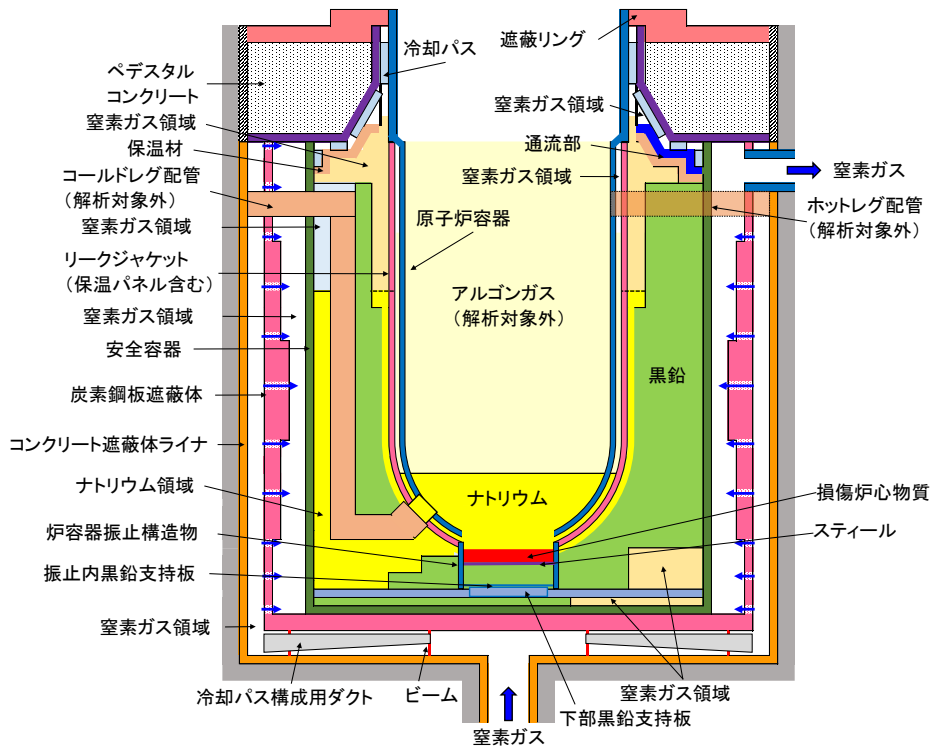 ペデスタル
コンクリート
窒素ガス領域
保温材
コールドレグ配管
（解析対象外）
窒素ガス領域
リークジャケット
（保温パネル含む）
窒素ガス領域
安全容器
炭素鋼板遮蔽体
コンクリート遮蔽体ライナ
ナトリウム領域
炉容器振止構造物
振止内黒鉛支持板
窒素ガス領域
冷却パス構成用ダクト
ビーム
窒素ガス
下部黒鉛支持板
窒素ガス領域
冷却パス
原子炉容器
アルゴンガス
（解析対象外）
ナトリウム
遮蔽リング
窒素ガス領域
通流部
窒素ガス領域
窒素ガス
ホットレグ配管
（解析対象外）
黒鉛
損傷炉心物質
スティール